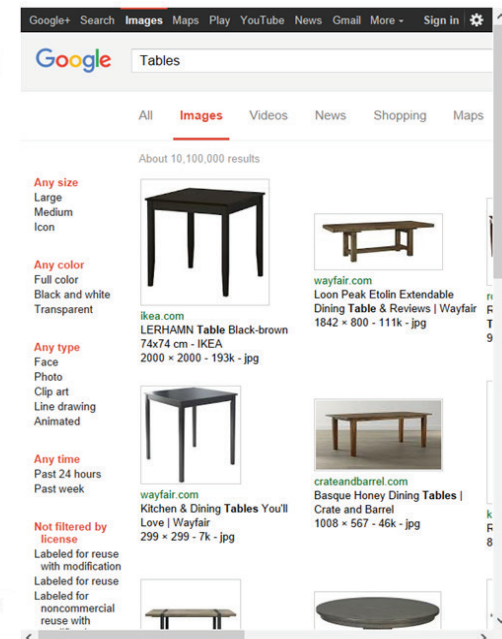 Google+ Search Images Maps Play YouTube News Gmail More Sign in
Google
Tables
All Images Videos News Shopping Maps
About 10,100,000 results
Any size
Large
Medium
Icon
Any color
Full color
Black and white
Transparent
Any type
Face
Photo
Clip art
Line drawing
Animated
Any time
Past 24 hours
Past week
Not filtered by
license
Labeled for reuse
with modification
Labeled for reuse
Labeled for
noncommercial
reuse with
ikea.com
LERHAMN Table Black-brown
74x74 cm - IKEA
2000 × 2000 - 193k - jpg
wayfair.com
Loon Peak Etolin Extendable
Dining Table & Reviews | Wayfair
1842 × 800 - 111k - jpg
wayfair.com
Kitchen & Dining Tables You'll
Love | Wayfair
299 × 299 - 7k - jpg
crateandbarrel.com
Basque Honey Dining Tables |
Crate and Barrel
1008 × 567 - 46k - jpg